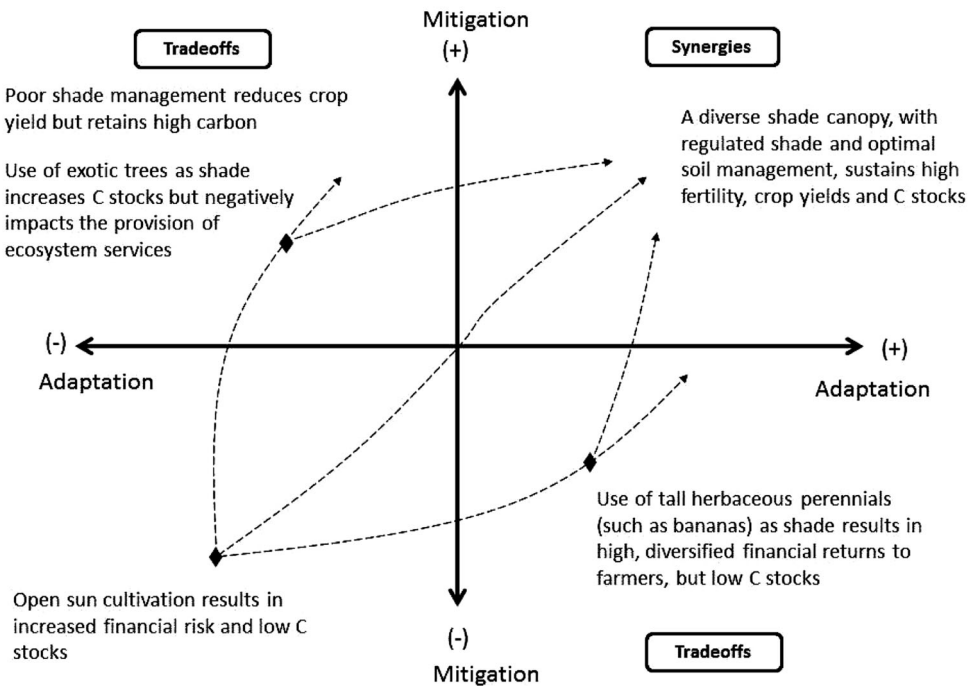 Mitigation
(+)
Tradeoffs
Synergies
Poor shade management reduces crop
yield but retains high carbon
Use of exotic trees as shade
increases C stocks but negatively
impacts the provision of
ecosystem services
A diverse shade canopy, with
regulated shade and optimal
soil management, sustains high
fertility, crop yields and C stocks
(-)
Adaptation
(+)
Adaptation
Use of tall herbaceous perennials
(such as bananas) as shade results in
high, diversified financial returns to
farmers, but low C stocks
Open sun cultivation results in
increased financial risk and low C
stocks
(-)
Mitigation
Tradeoffs